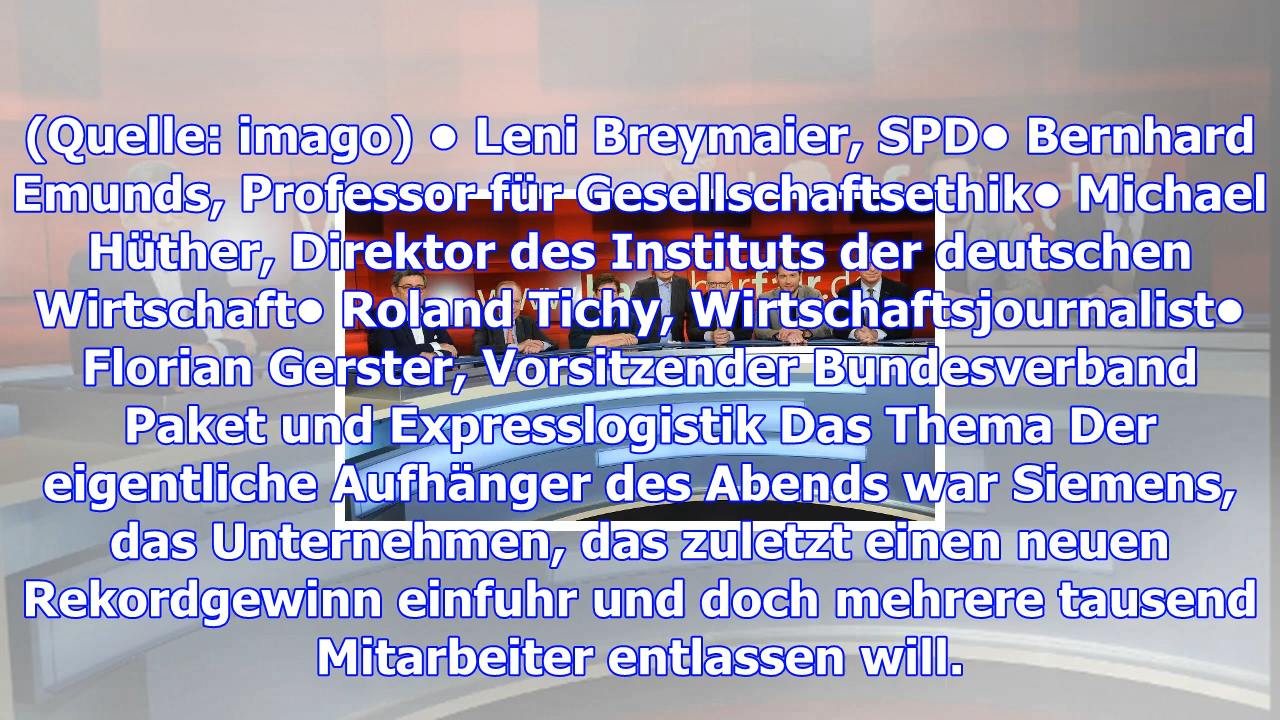 (Quelle: imago) • Leni Breymaier, SPD• Bernhard
Emunds, Professor für Gesellschaftsethik• Michael
Hüther, Direktor des Instituts der deutschen
Wirtschaft• Roland Tichy, Wirtschaftsjournalist•
Florian Gerster, Vorsitzender Bundesverband
Paket und Expresslogistik Das Thema Der
eigentliche Aufhänger des Abends war Siemens,
das Unternehmen, das zuletzt einen neuen
Rekordgewinn einfuhr und doch mehrere tausend
Mitarbeiter entlassen will.